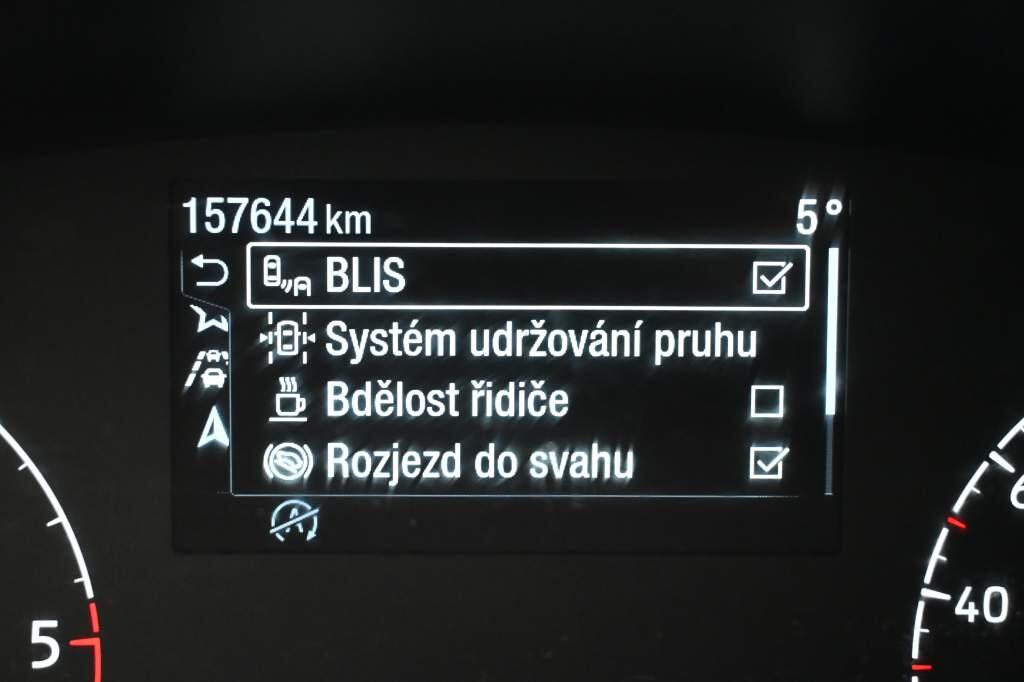 157644 km 5°
BLIS
Systém udržování pruhu
Bdělost řidiče
Rozjezd do svahu
5
40